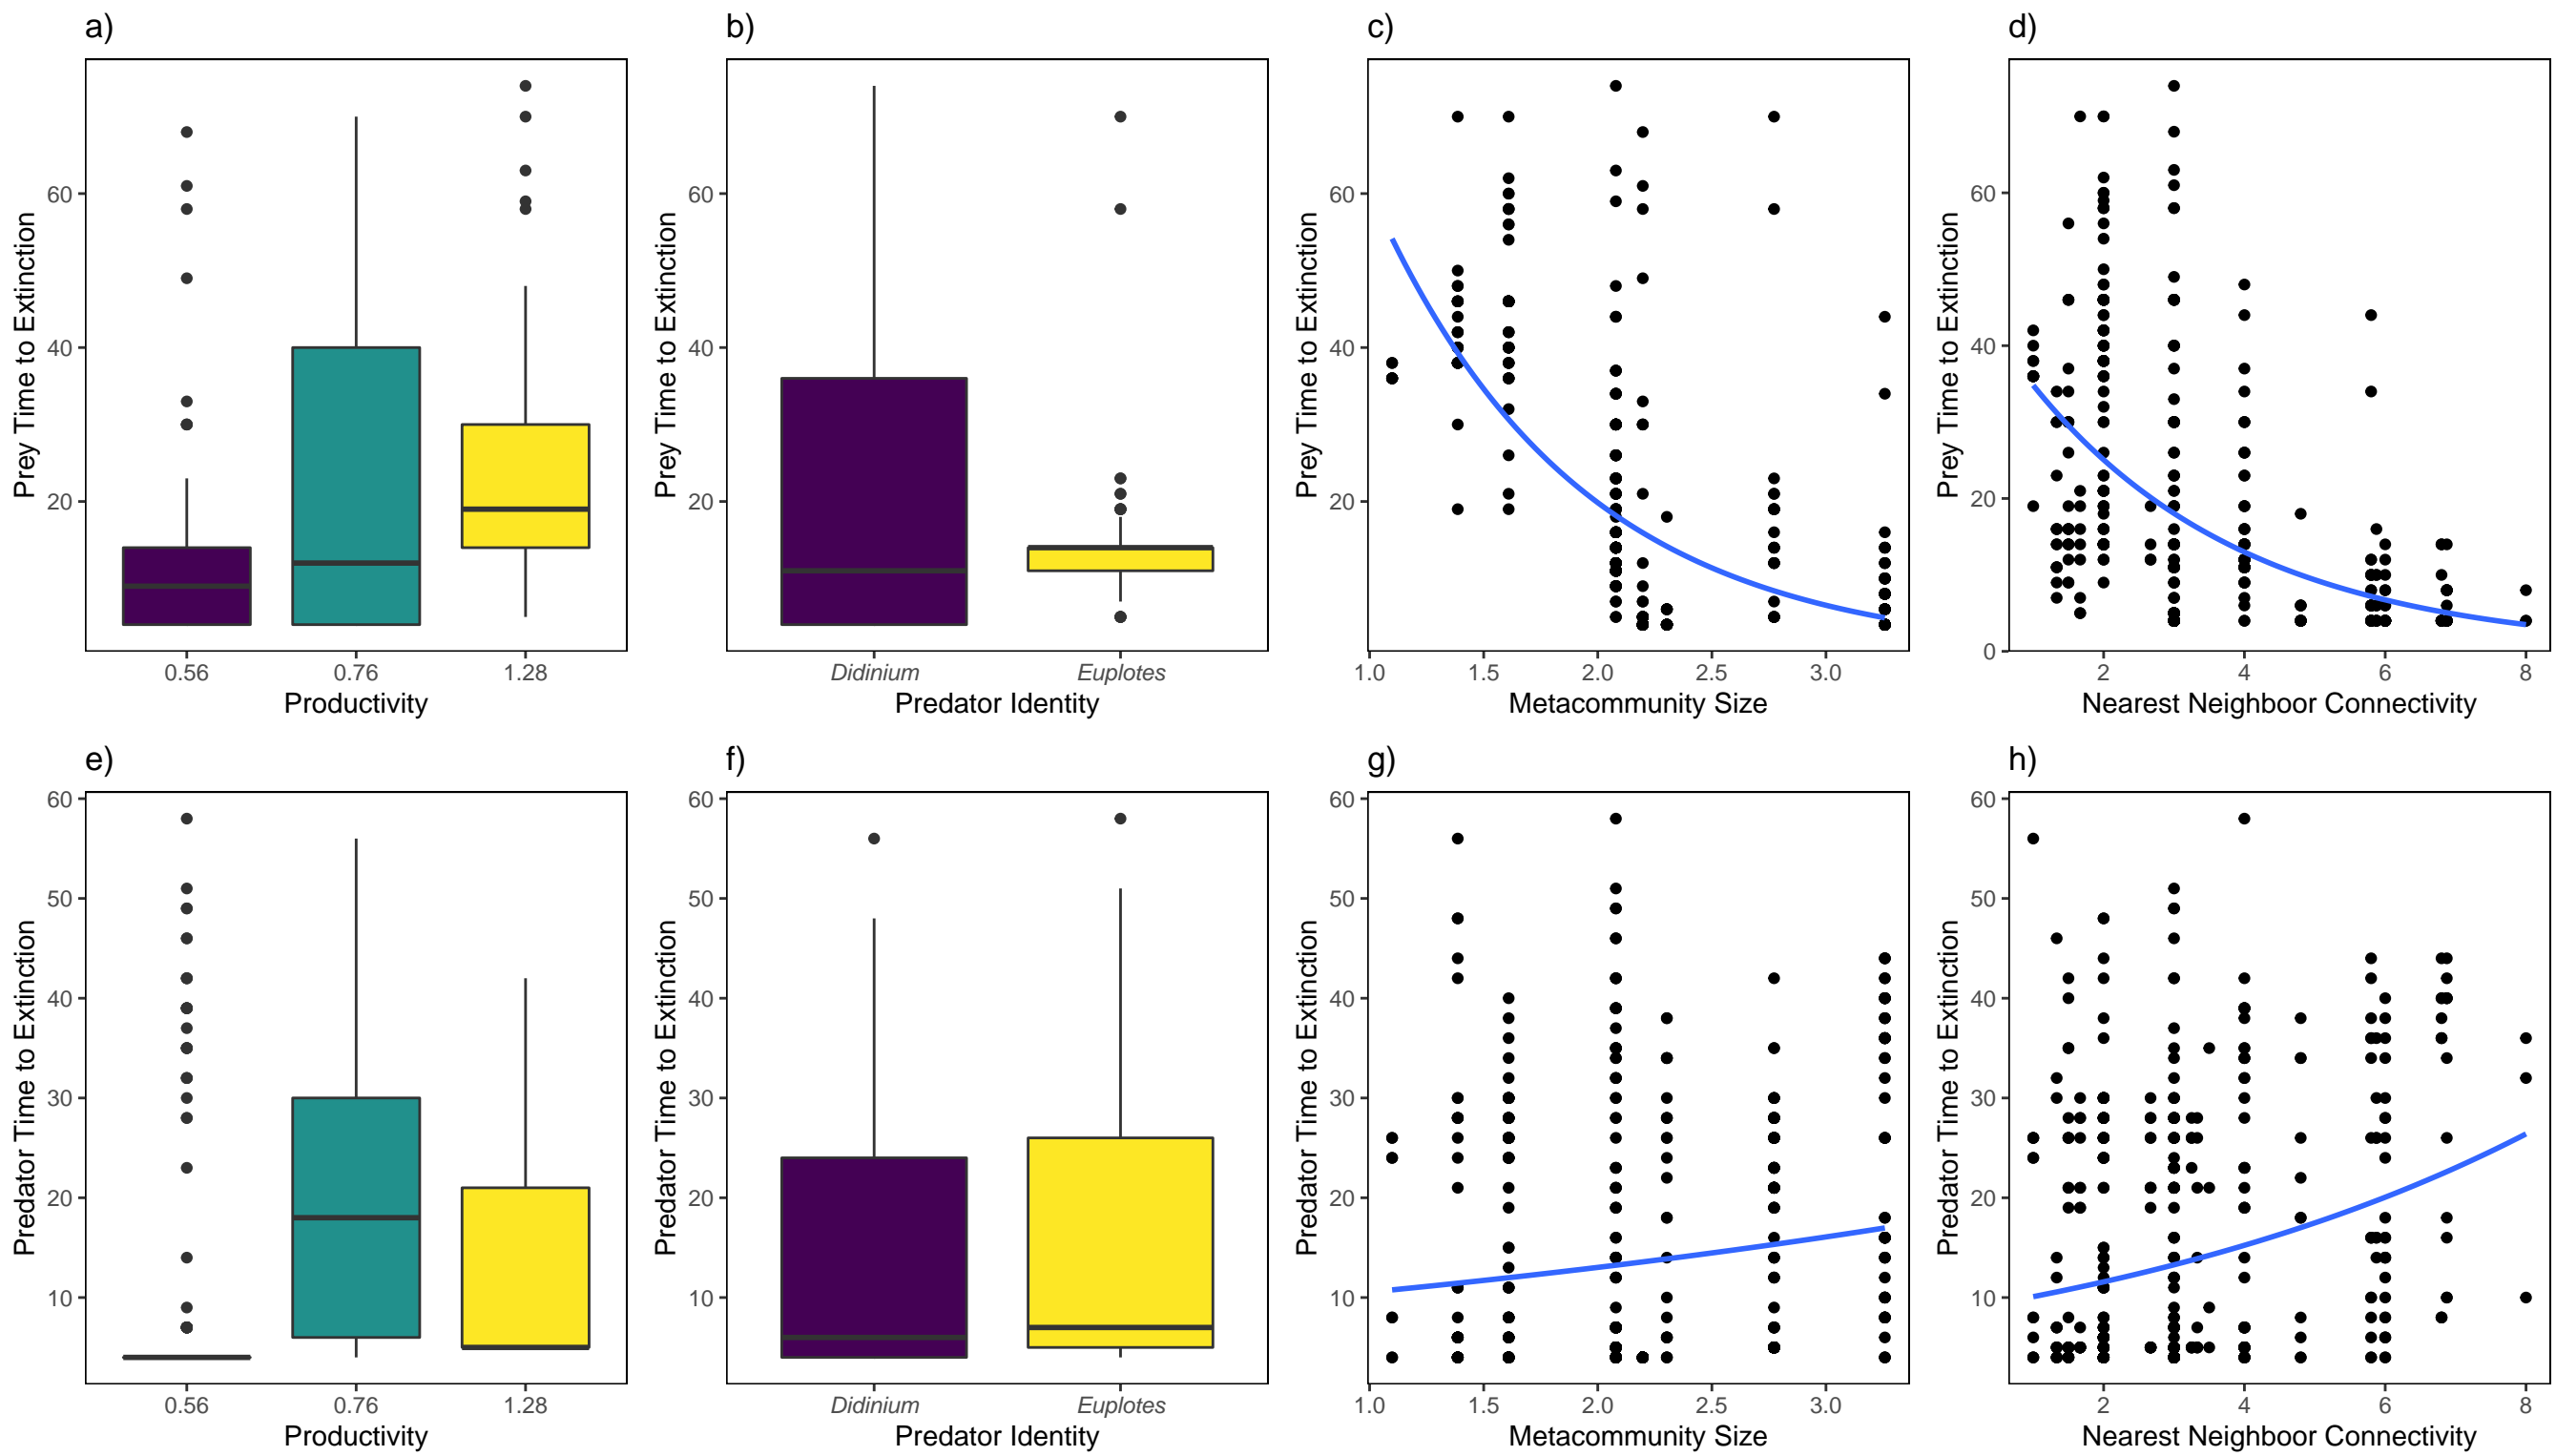 a)
b)
c)
d)
Prey Time to Extinction
60
40
20
0.56
0.76
1.28
Productivity
Prey Time to Extinction
60
40
20
Didinium
Euplotes
Predator Identity
Prey Time to Extinction
60
40
20
1.0
1.5
2.0
2.5
3.0
Metacommunity Size
Prey Time to Extinction
60
40
20
0
2
4
6
8
Nearest Neighboor Connectivity
e)
f)
g)
h)
Predator Time to Extinction
60
50
40
30
20
10
0.56
0.76
1.28
Productivity
Predator Time to Extinction
60
50
40
30
20
10
Didinium
Euplotes
Predator Identity
Predator Time to Extinction
60
50
40
30
20
10
1.0
1.5
2.0
2.5
3.0
Metacommunity Size
Predator Time to Extinction
60
50
40
30
20
10
2
4
6
8
Nearest Neighboor Connectivity